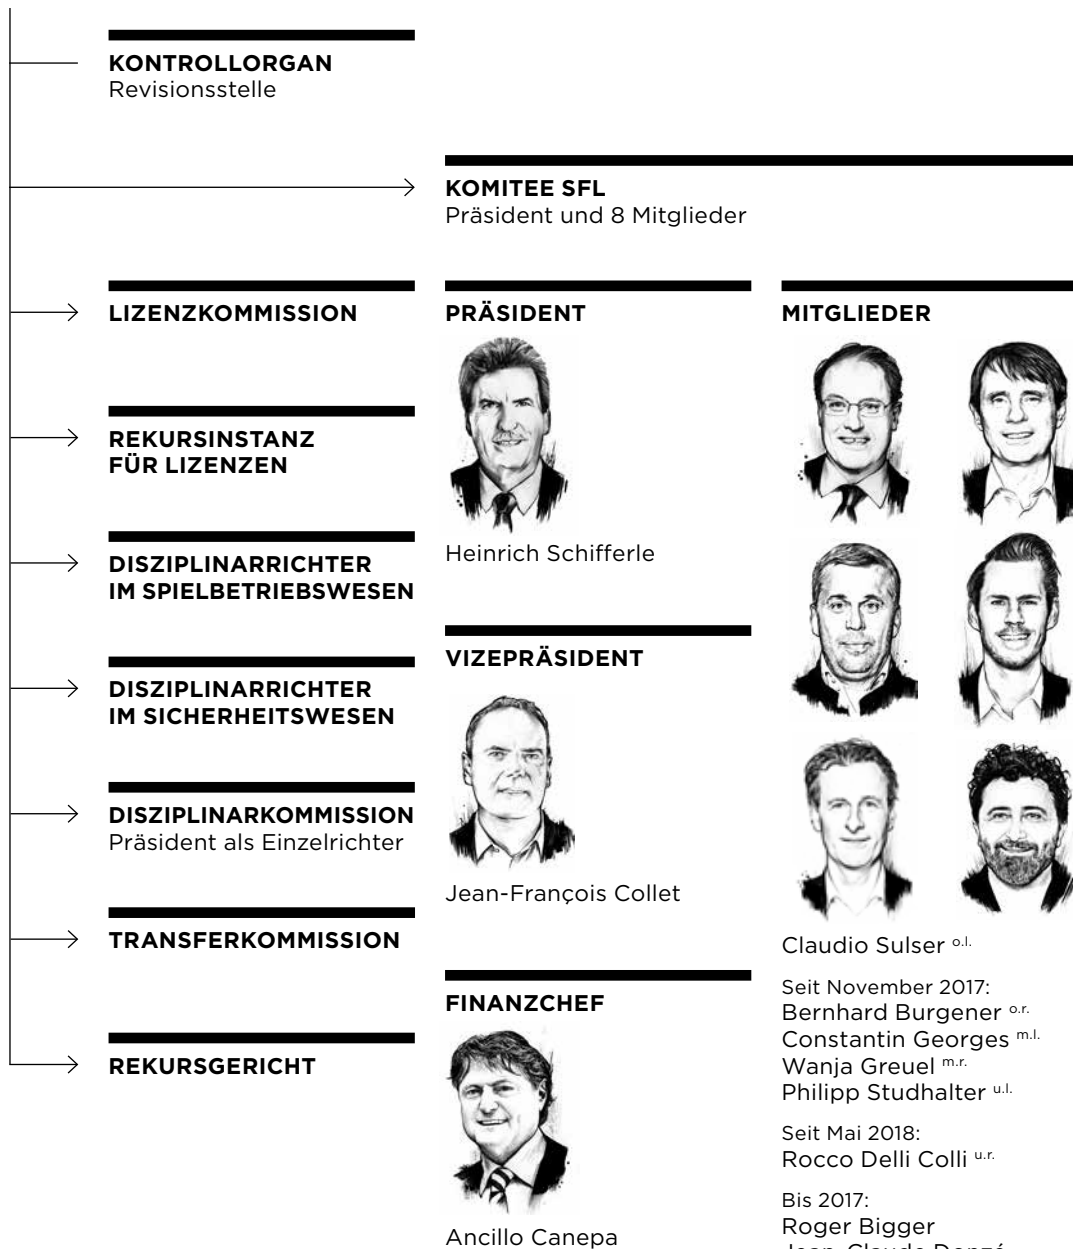 KONTROLLORGAN
Revisionsstelle
KOMITEE SFL
Präsident und 8 Mitglieder
LIZENZKOMMISSION
REKURSINSTANZ
FÜR LIZENZEN
DISZIPLINARRICHTER
IM SPIELBETRIEBSWESEN
DISZIPLINARRICHTER
IM SICHERHEITSWESEN
DISZIPLINARKOMMISSION
Präsident als Einzelrichter
TRANSFERKOMMISSION
REKURSGERICHT
PRÄSIDENT
Heinrich Schifferle
VIZEPRÄSIDENT
Jean-François Collet
FINANZCHEF
Ancillo Canepa
MITGLIEDER
Claudio Sulser o.l.
Seit November 2017:
Bernhard Burgener o.r.
Constantin Georges m.l.
Wanja Greuel m.r.
Philipp Studhalter u.l.
Seit Mai 2018:
Rocco Delli Colli u.r.
Bis 2017:
Roger Bigger
Jean-Claude Donzé